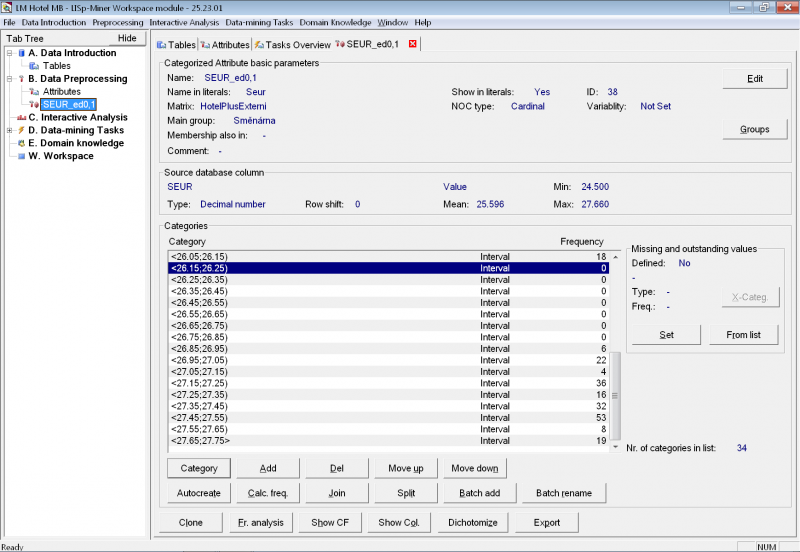 LM Hotel MB - LISp-Miner Workspace module - 25.23.01
File Data Introduction Preprocessing Interactive Analysis Data-mining Tasks Domain Knowledge Window Help
Tab Tree Hide
A. Data Introduction
Tables
B. Data Preprocessing
Attributes
SEUR_ed0,1
C. Interactive Analysis
D. Data-mining Tasks
E. Domain knowledge
W. Workspace
Tables Attributes Tasks Overview SEUR_ed0,1
Categorized Attribute basic parameters
Name: SEUR_ed0,1 Edit
Name in literals: Seur Show in literals: Yes ID: 38
Matrix: HotelPlusExterni NOC type: Cardinal Variablity: Not Set
Main group: Směnárna Groups
Membership also in: -
Comment: -
Source database column
SEUR Value Min: 24.500
Type: Decimal number Row shift: 0 Mean: 25.596 Max: 27.660
Categories
Category Frequency
<26.05;26.15) Interval 18
<26.15;26.25) Interval 0
<26.25;26.35) Interval 0
<26.35;26.45) Interval 0
<26.45;26.55) Interval 0
<26.55;26.65) Interval 0
<26.65;26.75) Interval 0
<26.75;26.85) Interval 0
<26.85;26.95) Interval 6
<26.95;27.05) Interval 22
<27.05;27.15) Interval 4
<27.15;27.25) Interval 36
<27.25;27.35) Interval 16
<27.35;27.45) Interval 32
<27.45;27.55) Interval 53
<27.55;27.65) Interval 8
<27.65;27.75> Interval 19
Missing and outstanding values
Defined: No
-
Type: -
X-Categ.
Freq.: -
Set From list
Nr. of categories in list: 34
Category Add Del Move up Move down
Autocreate Calc. freq. Join Split Batch add Batch rename
Clone Fr. analysis Show CF Show Col. Dichotomize Export
Ready NUM